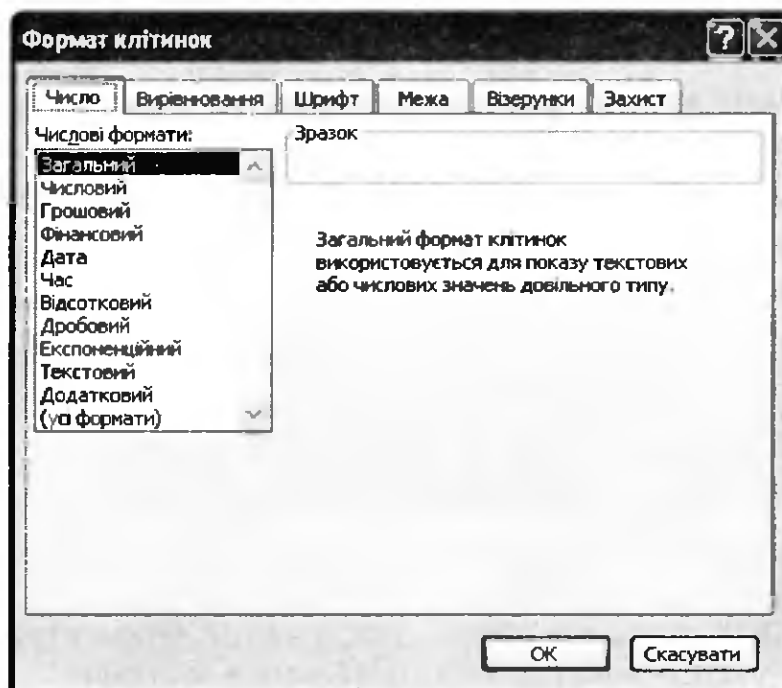 Формат клітинок
Число Вирівнювання Шрифт Межа Візерунки Захист
Числові формати:
Зразок
Загальний
Числовий
Грошовий
Фінансовий
Дата
Час
Відсотковий
Дробовий
Експоненційний
Текстовий
Додатковий
(усі формати)
Загальний формат клітинок
використовується для показу текстових
або числових значень довільного типу.
ОК Скасувати